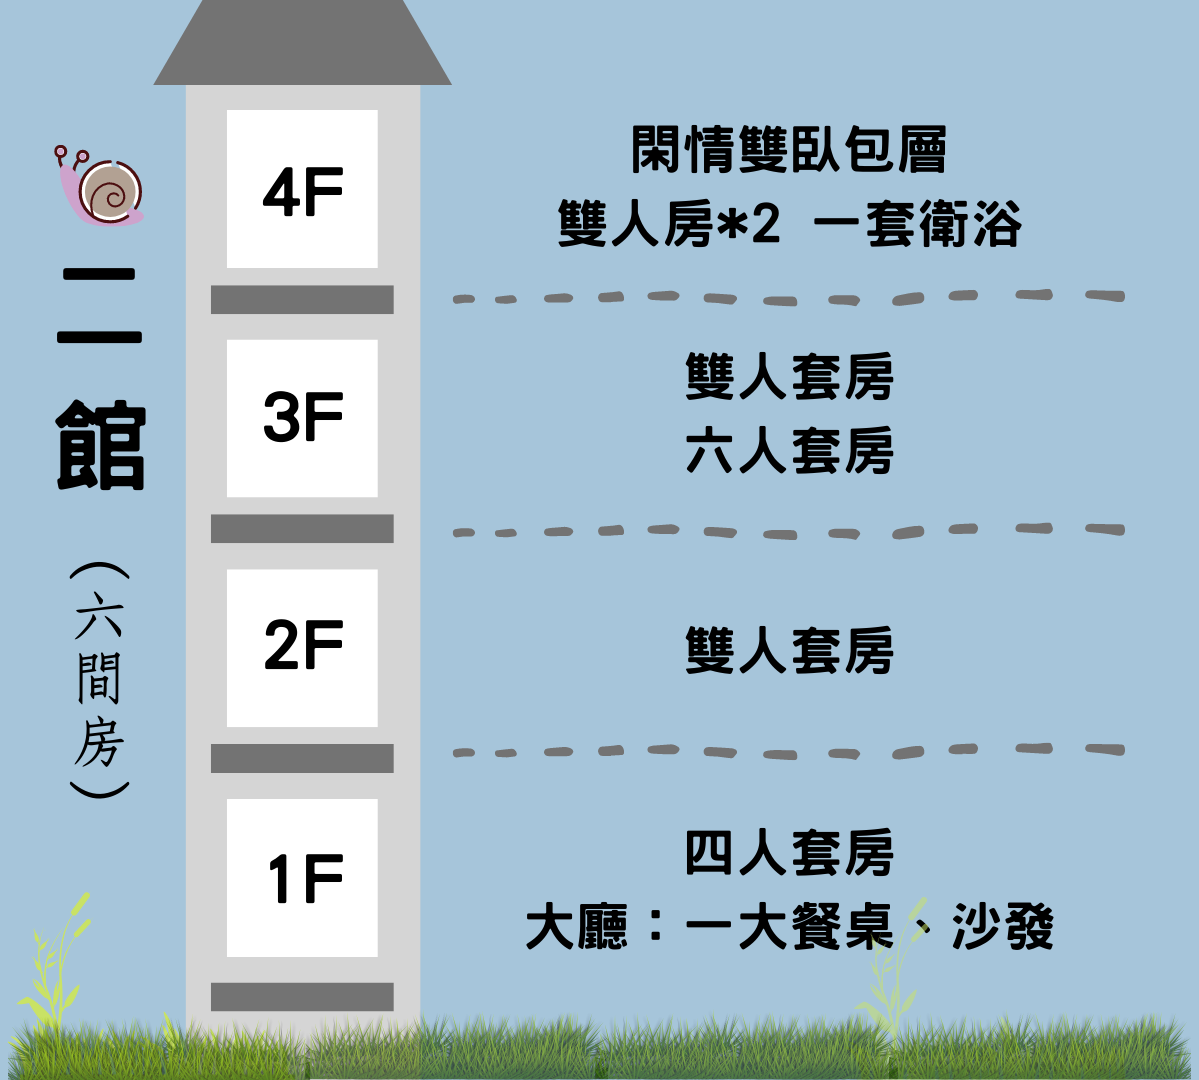 二館
（六間房）
4F
閑情雙臥包層
雙人房*2 一套衛浴
3F
雙人套房
六人套房
2F
雙人套房
1F
四人套房
大廳：一大餐桌、沙發